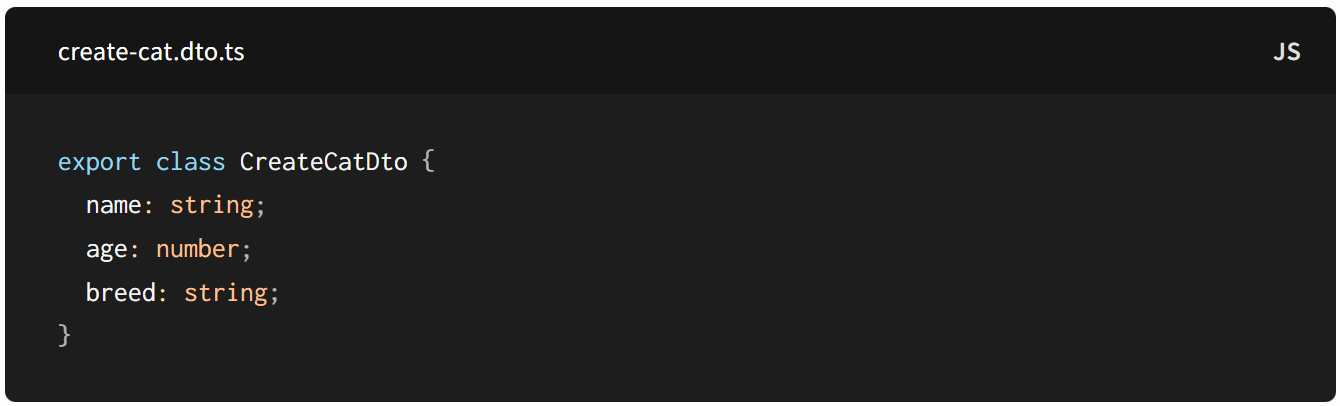 create-cat.dto.ts JS
export class CreateCatDto {
  name: string;
  age: number;
  breed: string;
}